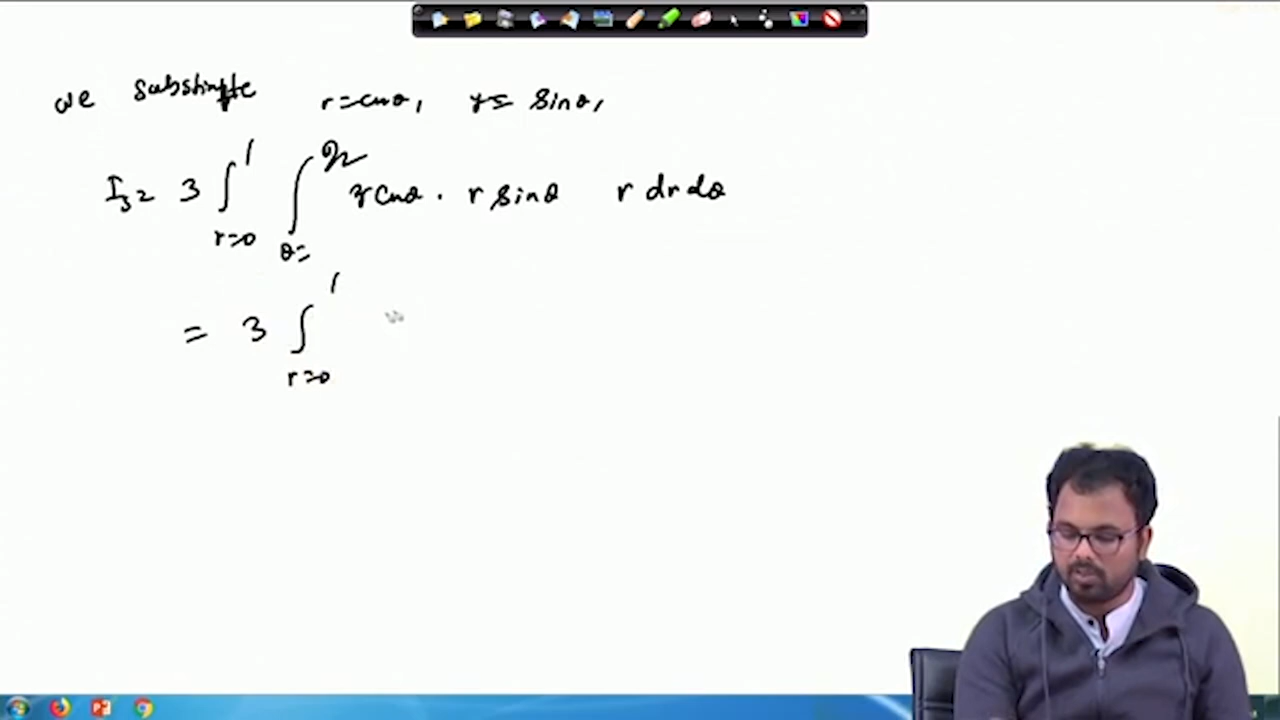 we substitute r = cosθ, y = sinθ,
I₃ = 3 ∫_{r=0}^{1} ∫_{θ=}^{π/2} r cosθ · r sinθ r dr dθ
= 3 ∫_{r=0}^{1}